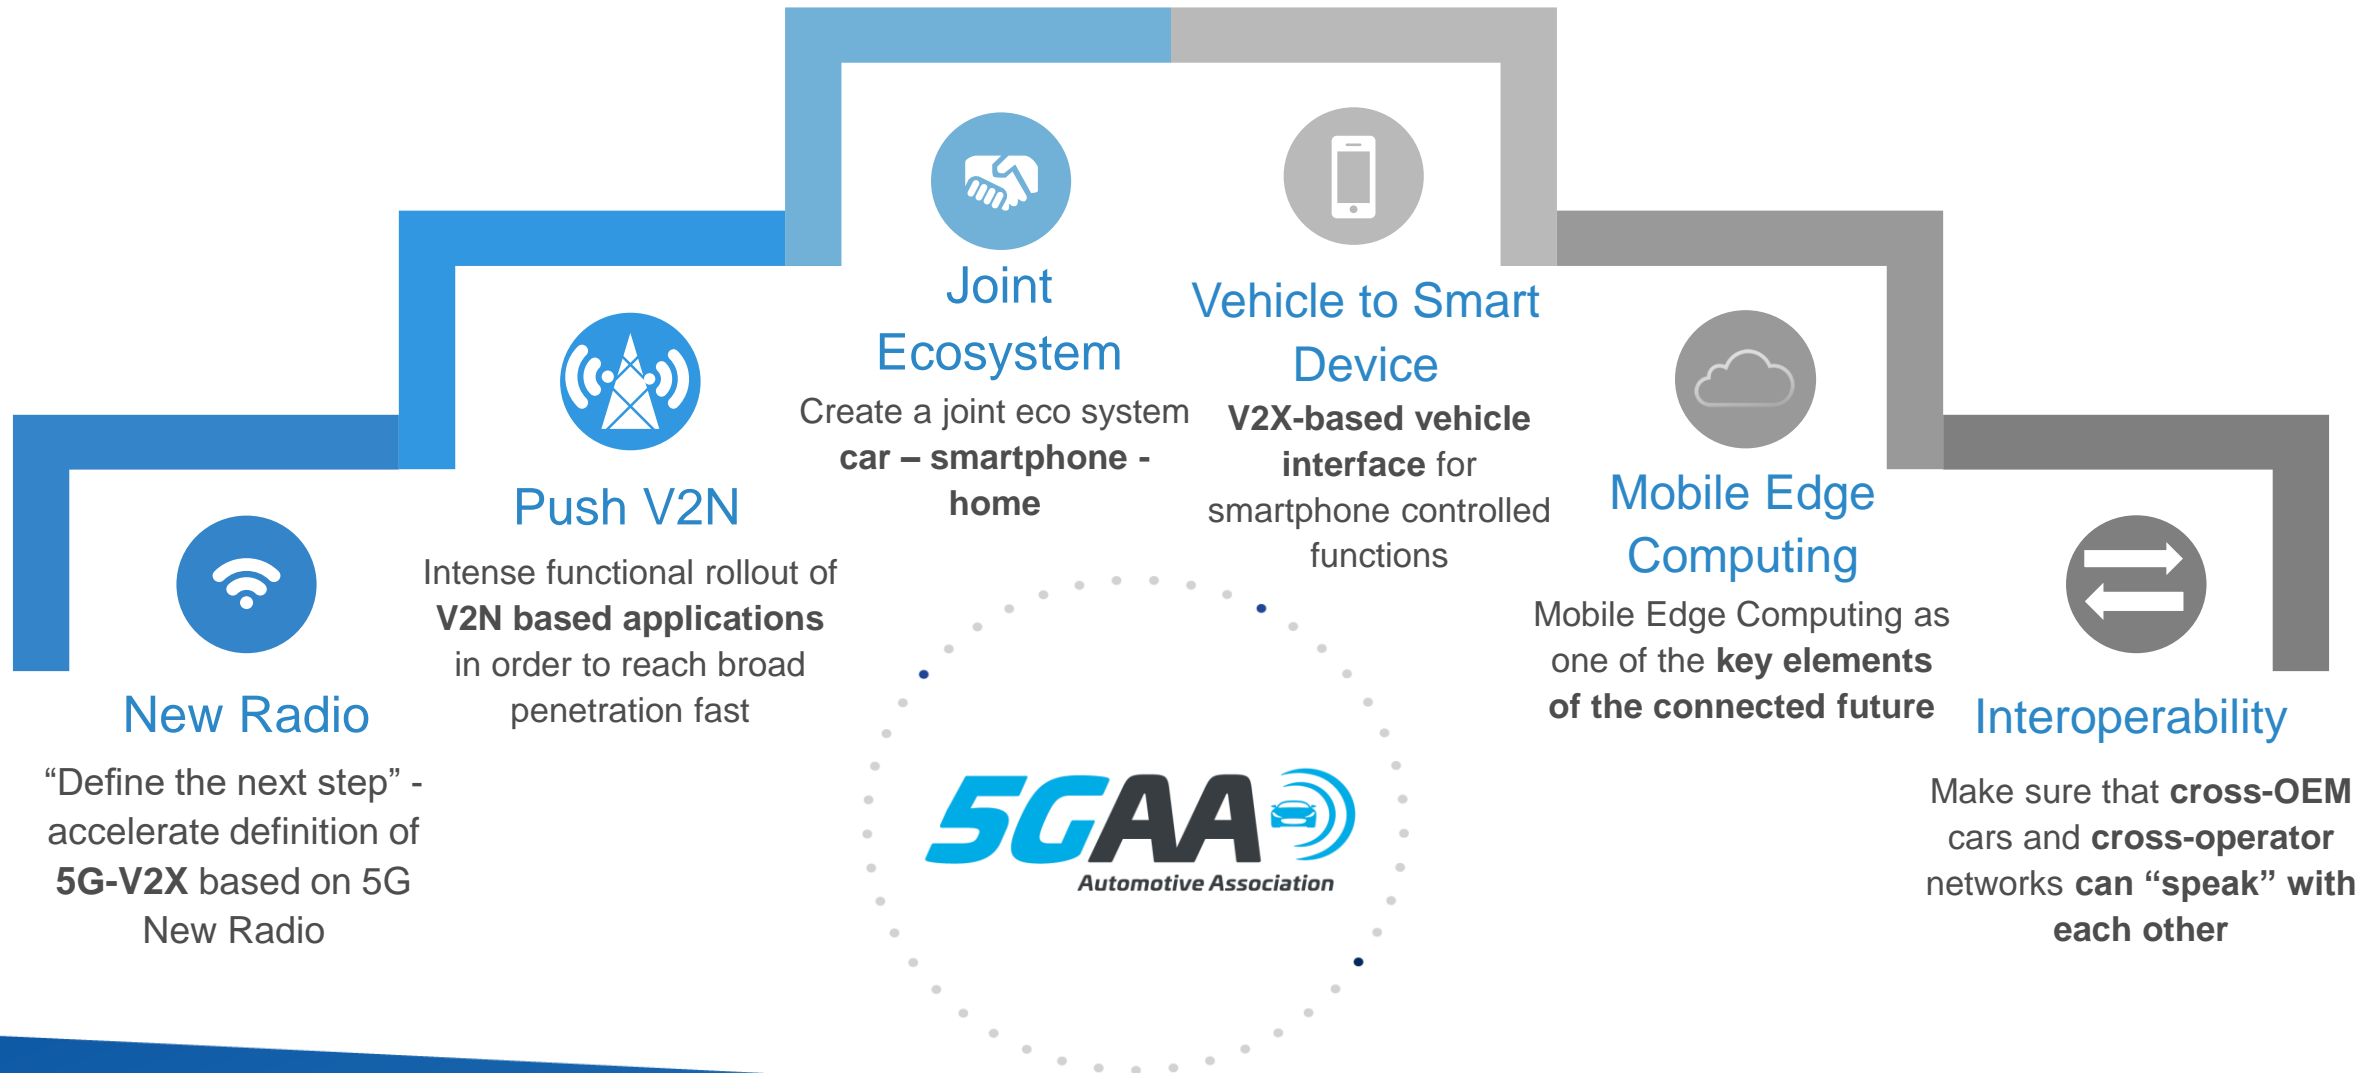 New Radio
“Define the next step” -
accelerate definition of
5G-V2X based on 5G
New Radio
Push V2N
Intense functional rollout of
V2N based applications
in order to reach broad
penetration fast
Joint
Ecosystem
Create a joint eco system
car – smartphone -
home
Vehicle to Smart
Device
V2X-based vehicle
interface for
smartphone controlled
functions
Mobile Edge
Computing
Mobile Edge Computing as
one of the key elements
of the connected future
Interoperability
Make sure that cross-OEM
cars and cross-operator
networks can “speak” with
each other
5GAA
Automotive Association